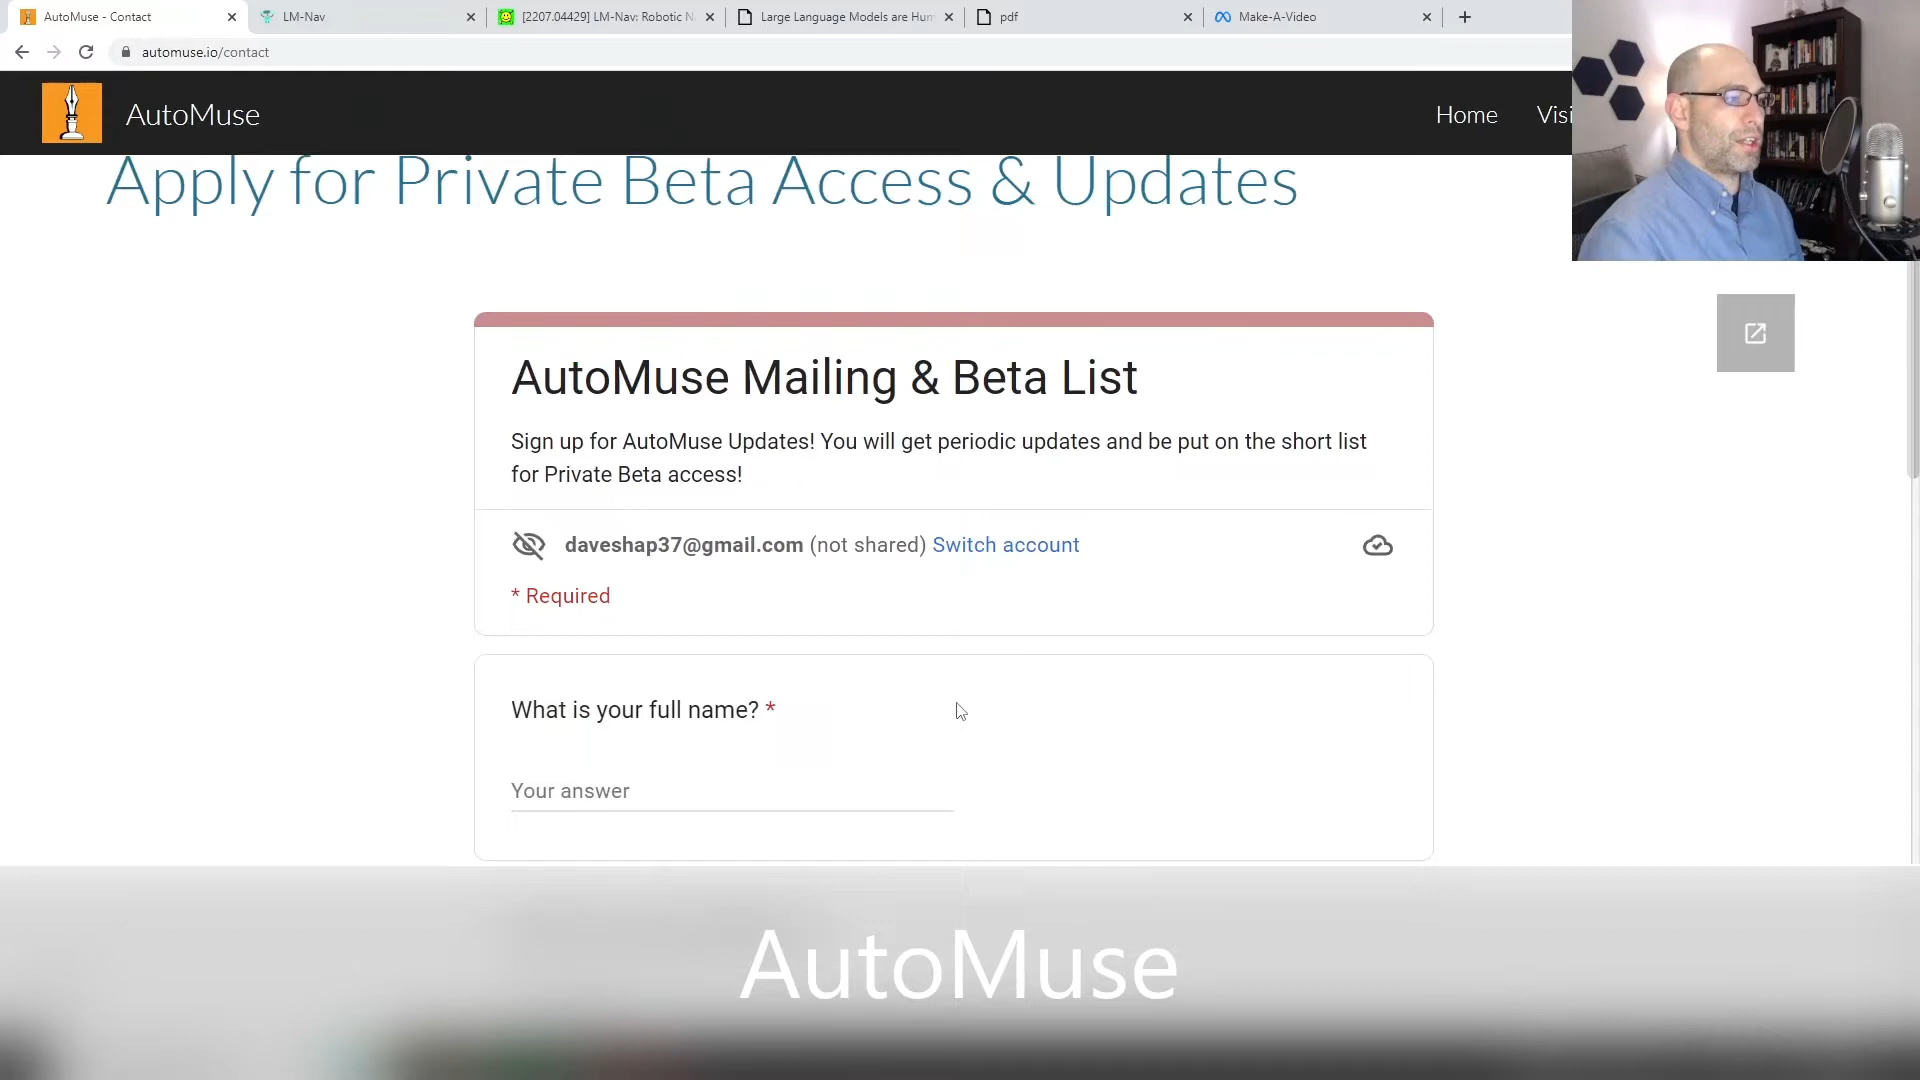 AutoMuse - Contact
LM-Nav
[2207.04429] LM-Nav: Robotic N
Large Language Models are Hum
pdf
Make-A-Video
automuse.io/contact
AutoMuse
Home
Visi
Apply for Private Beta Access & Updates
AutoMuse Mailing & Beta List
Sign up for AutoMuse Updates! You will get periodic updates and be put on the short list
for Private Beta access!
daveshap37@gmail.com (not shared) Switch account
* Required
What is your full name? *
Your answer
AutoMuse